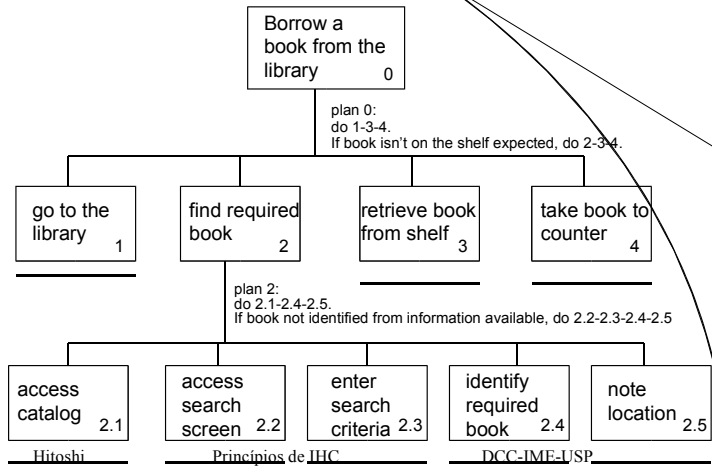 Borrow a
book from the
library 0
plan 0:
do 1-3-4.
If book isn't on the shelf expected, do 2-3-4.
go to the
library 1
find required
book 2
retrieve book
from shelf 3
take book to
counter 4
plan 2:
do 2.1-2.4-2.5.
If book not identified from information available, do 2.2-2.3-2.4-2.5
access
catalog 2.1
access
search
screen 2.2
enter
search
criteria 2.3
identify
required
book 2.4
note
location 2.5
Hitoshi Princípios de IHC DCC-IME-USP